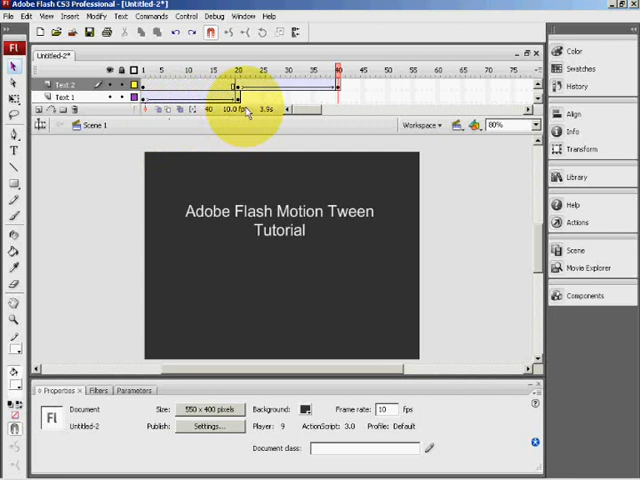 Adobe Flash CS3 Professional - [Untitled-2*]
File Edit View Insert Modify Text Commands Control Debug Window Help
Untitled-2*
1 5 10 15 20 25 30 35 40 45 50 55 60 65 70 75
Text 2
Text 1
40 10.0 fps 3.9s
Scene 1 Workspace 80%
Adobe Flash Motion Tween
Tutorial
Color
Swatches
History
Align
Info
Transform
Library
Help
Actions
Scene
Movie Explorer
Components
Properties Filters Parameters
Fl Document Size: 550 x 400 pixels Background: Frame rate: 10 fps
Untitled-2 Publish: Settings... Player: 9 ActionScript: 3.0 Profile: Default
Document class: